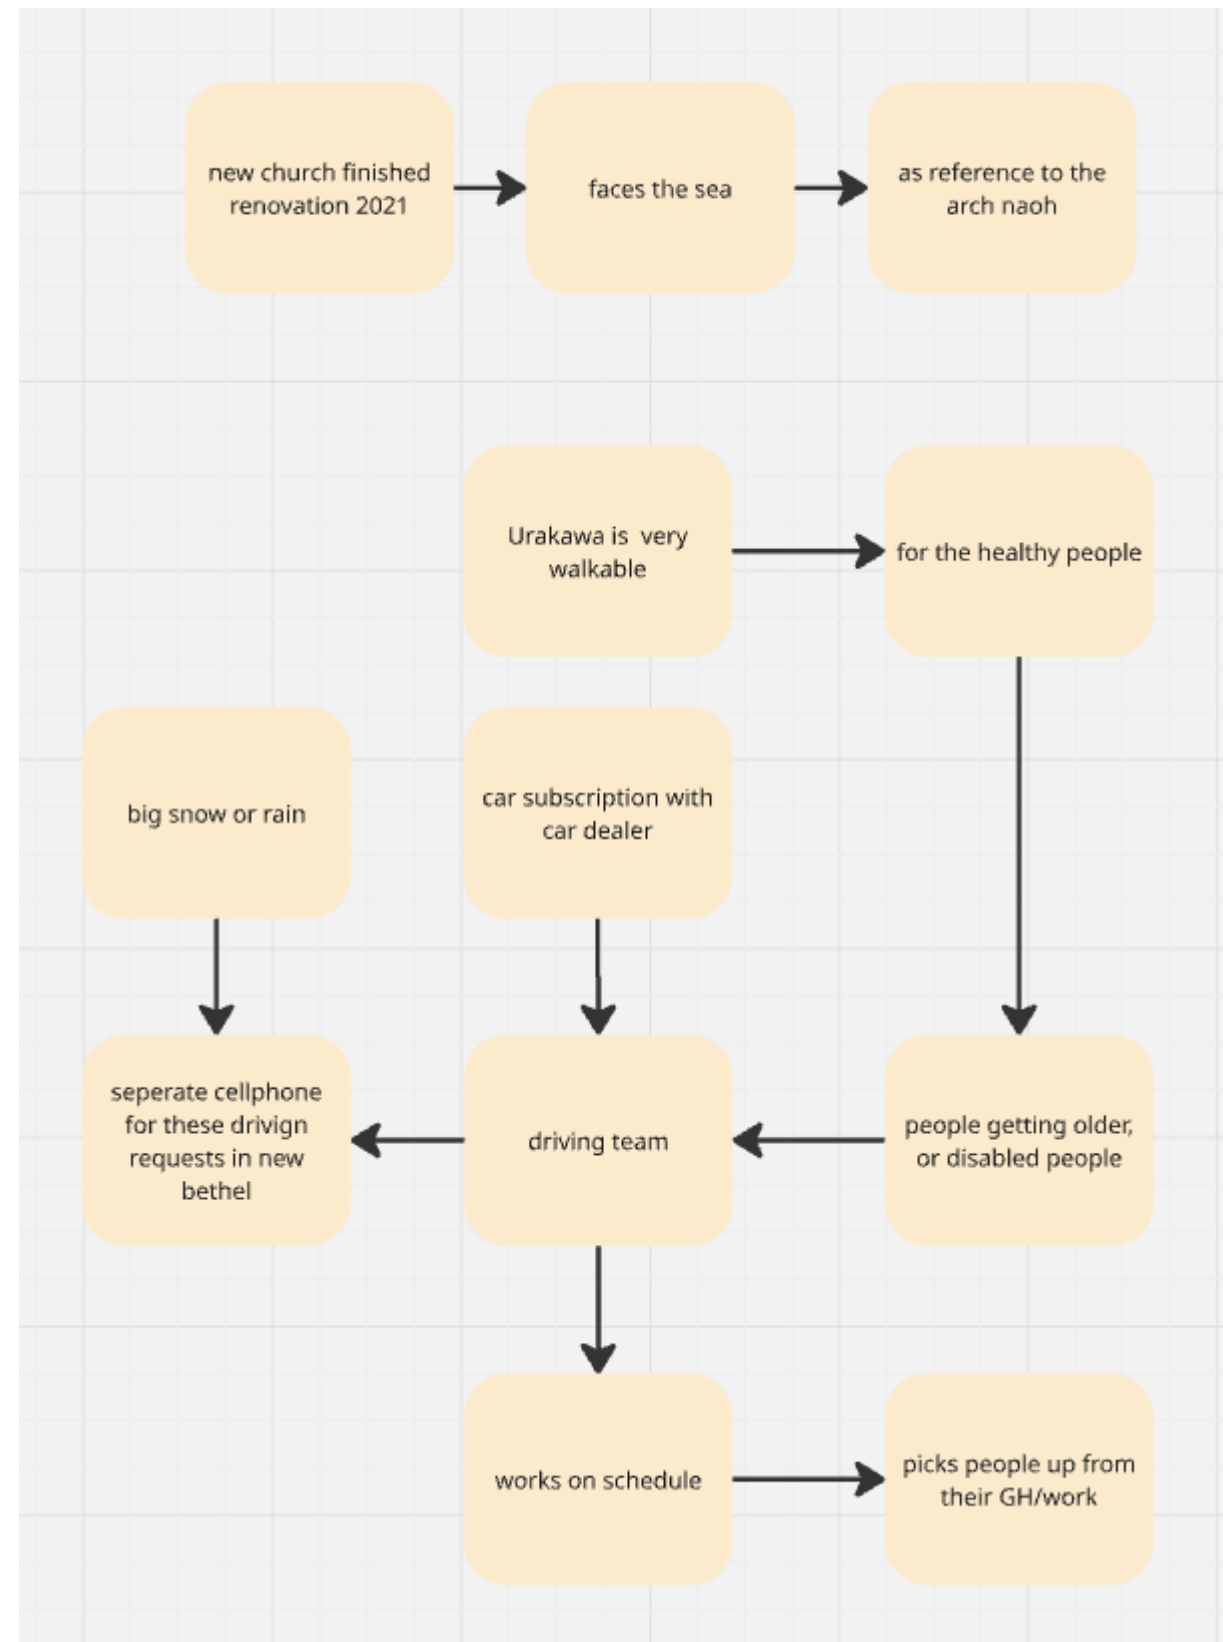 new church finished
renovation 2021
faces the sea
as reference to the
arch naoh
Urakawa is very
walkable
for the healthy people
big snow or rain
car subscription with
car dealer
seperate cellphone
for these drivign
requests in new
bethel
driving team
people getting older,
or disabled people
works on schedule
picks people up from
their GH/work